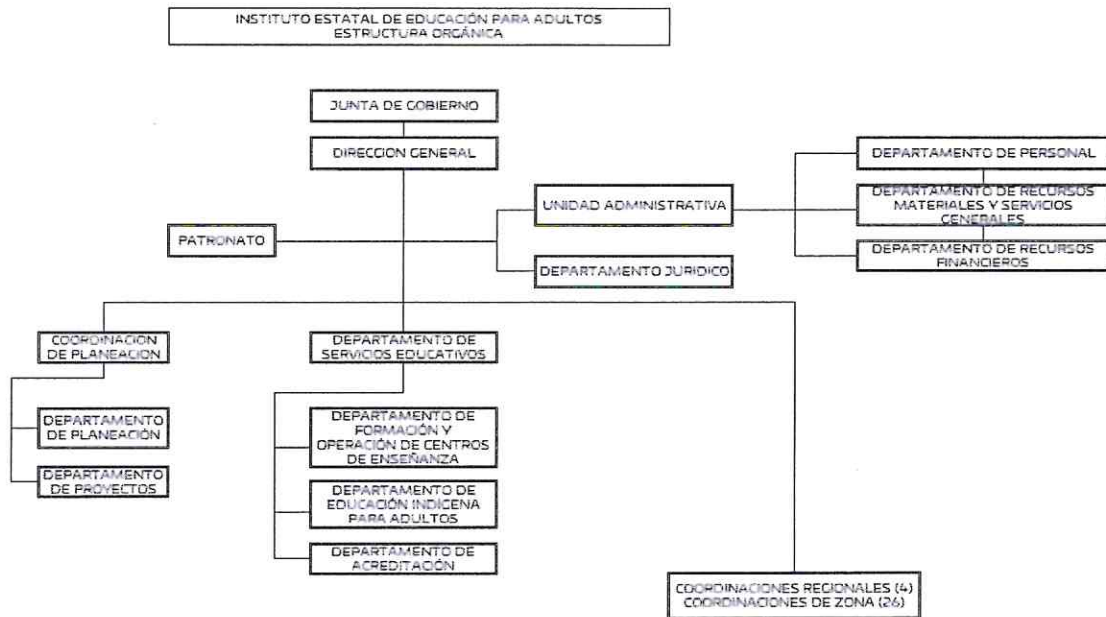 INSTITUTO ESTATAL DE EDUCACIÓN PARA ADULTOS
ESTRUCTURA ORGÁNICA
JUNTA DE GOBIERNO
DIRECCION GENERAL
DEPARTAMENTO DE PERSONAL
UNIDAD ADMINISTRATIVA
DEPARTAMENTO DE RECURSOS
MATERIALES Y SERVICIOS
GENERALES
PATRONATO
DEPARTAMENTO DE RECURSOS
FINANCIEROS
DEPARTAMENTO JURIDICO
COORDINACION
DE PLANEACION
DEPARTAMENTO DE
SERVICIOS EDUCATIVOS
DEPARTAMENTO
DE PLANEACIÓN
DEPARTAMENTO
DE PROYECTOS
DEPARTAMENTO DE
FORMACIÓN Y
OPERACIÓN DE CENTROS
DE ENSEÑANZA
DEPARTAMENTO DE
EDUCACIÓN INDÍGENA
PARA ADULTOS
DEPARTAMENTO DE
ACREDITACIÓN
COORDINACIONES REGIONALES (4)
COORDINACIONES DE ZONA (26)